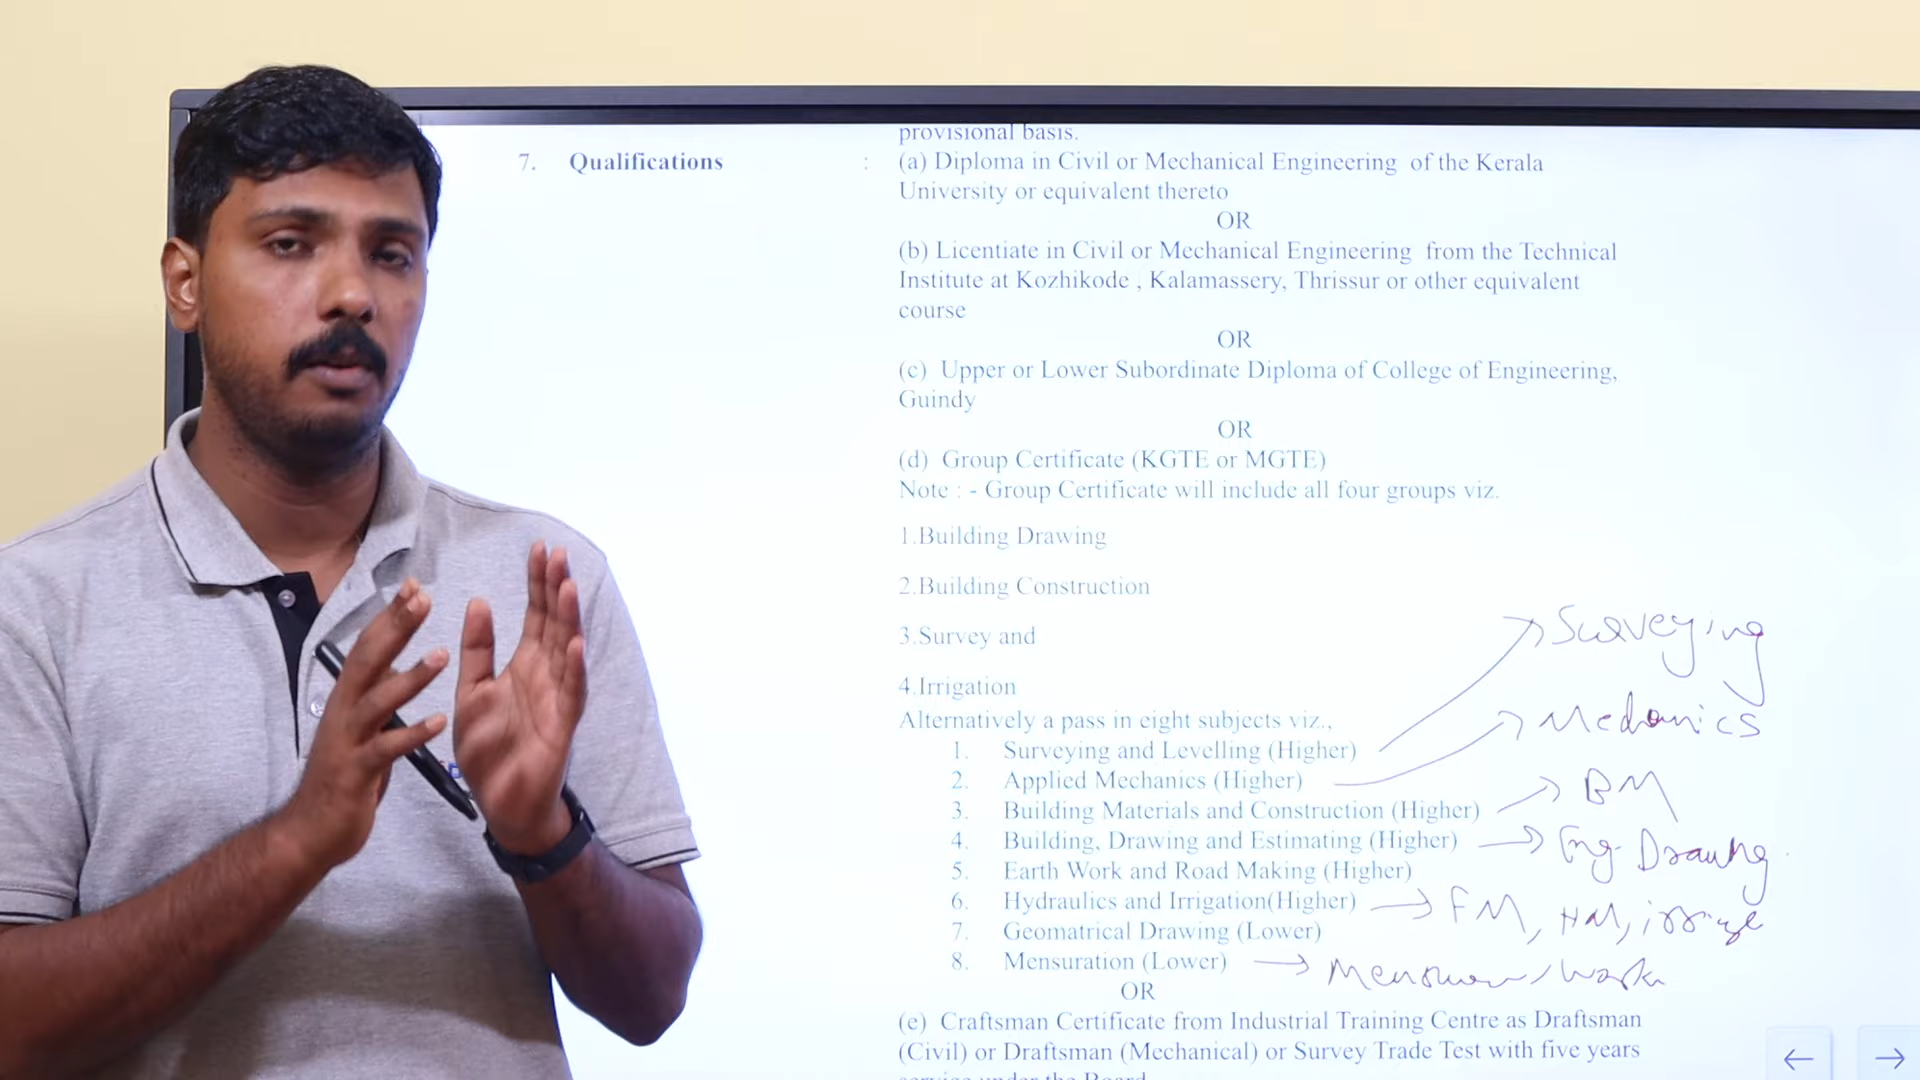 provisional basis.
7. Qualifications : (a) Diploma in Civil or Mechanical Engineering of the Kerala
University or equivalent thereto
OR
(b) Licentiate in Civil or Mechanical Engineering from the Technical
Institute at Kozhikode , Kalamassery, Thrissur or other equivalent
course
OR
(c) Upper or Lower Subordinate Diploma of College of Engineering,
Guindy
OR
(d) Group Certificate (KGTE or MGTE)
Note : - Group Certificate will include all four groups viz.
1.Building Drawing
2.Building Construction
3.Survey and
4.Irrigation
Alternatively a pass in eight subjects viz.,
1. Surveying and Levelling (Higher)
2. Applied Mechanics (Higher)
3. Building Materials and Construction (Higher)
4. Building, Drawing and Estimating (Higher)
5. Earth Work and Road Making (Higher)
6. Hydraulics and Irrigation(Higher)
7. Geomatrical Drawing (Lower)
8. Mensuration (Lower)
OR
(e) Craftsman Certificate from Industrial Training Centre as Draftsman
(Civil) or Draftsman (Mechanical) or Survey Trade Test with five years
service under the Board
Surveying
Mechanics
BM
Eng. Drawing
FM, HM,